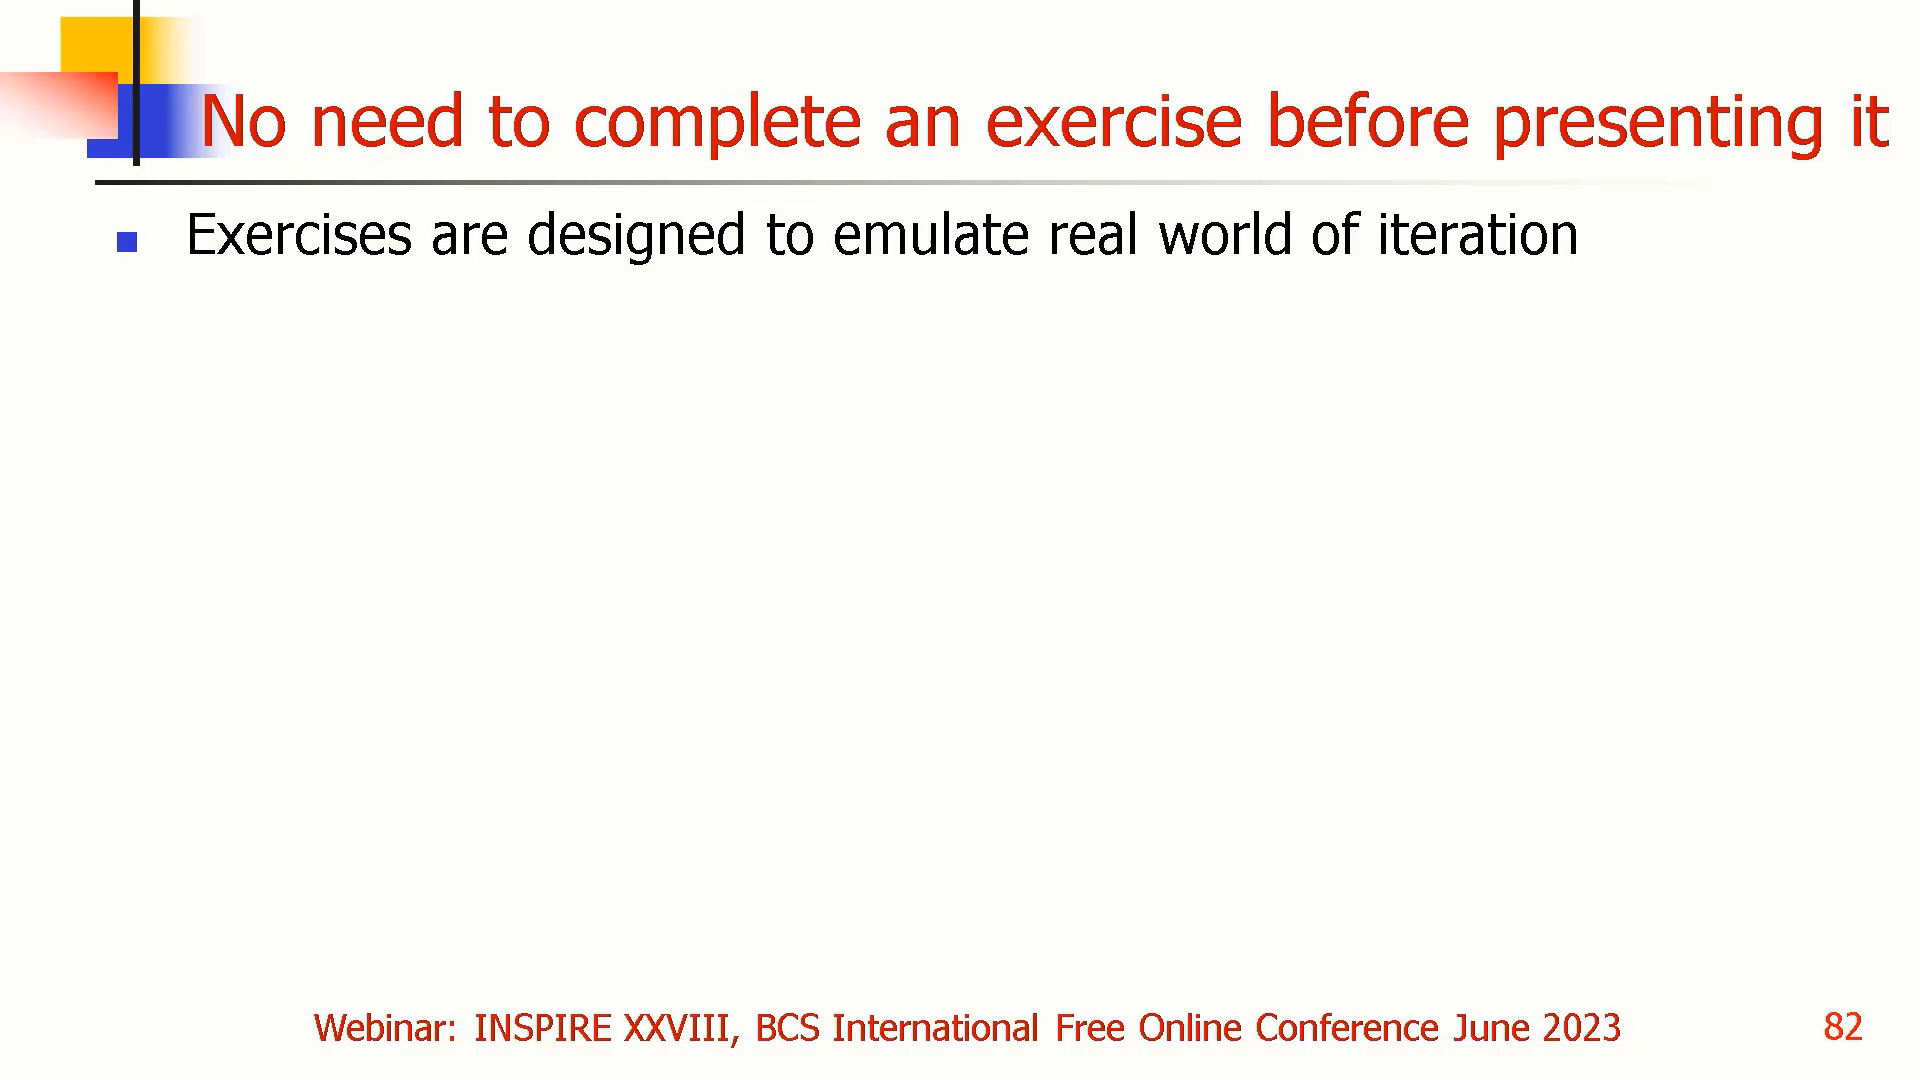 No need to complete an exercise before presenting it
Exercises are designed to emulate real world of iteration
Webinar: INSPIRE XXVIII, BCS International Free Online Conference June 2023
82